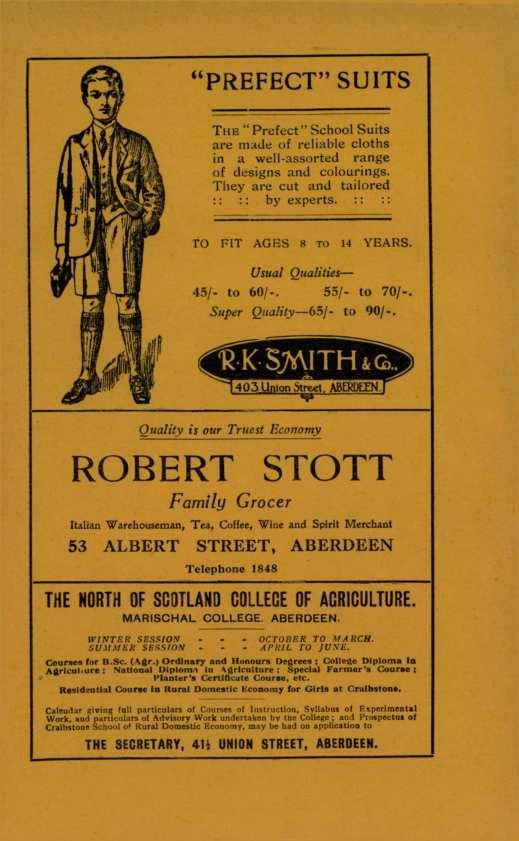 "PREFECT" SUITS
THE "Prefect" School Suits
are made of reliable cloths
in a well-assorted range
of designs and colourings.
They are cut and tailored
:: :: by experts. :: ::
TO FIT AGES 8 TO 14 YEARS.
Usual Qualities—
45/- to 60/-. 55/- to 70/-.
Super Quality—65/- to 90/-.
R·K·SMITH & Co.,
403 Union Street, ABERDEEN.
Quality is our Truest Economy
ROBERT STOTT
Family Grocer
Italian Warehouseman, Tea, Coffee, Wine and Spirit Merchant
53 ALBERT STREET, ABERDEEN
Telephone 1848
THE NORTH OF SCOTLAND COLLEGE OF AGRICULTURE.
MARISCHAL COLLEGE, ABERDEEN.
WINTER SESSION - - - OCTOBER TO MARCH.
SUMMER SESSION - - - APRIL TO JUNE.
Courses for B.Sc. (Agr.) Ordinary and Honours Degrees; College Diploma in
Agriculture; National Diploma in Agriculture; Special Farmer's Course;
Planter's Certificate Course, etc.
Residential Course in Rural Domestic Economy for Girls at Craibstone.
Calendar giving full particulars of Courses of Instruction, Syllabus of Experimental
Work, and particulars of Advisory Work undertaken by the College; and Prospectus of
Craibstone School of Rural Domestic Economy, may be had on application to
THE SECRETARY, 41½ UNION STREET, ABERDEEN.